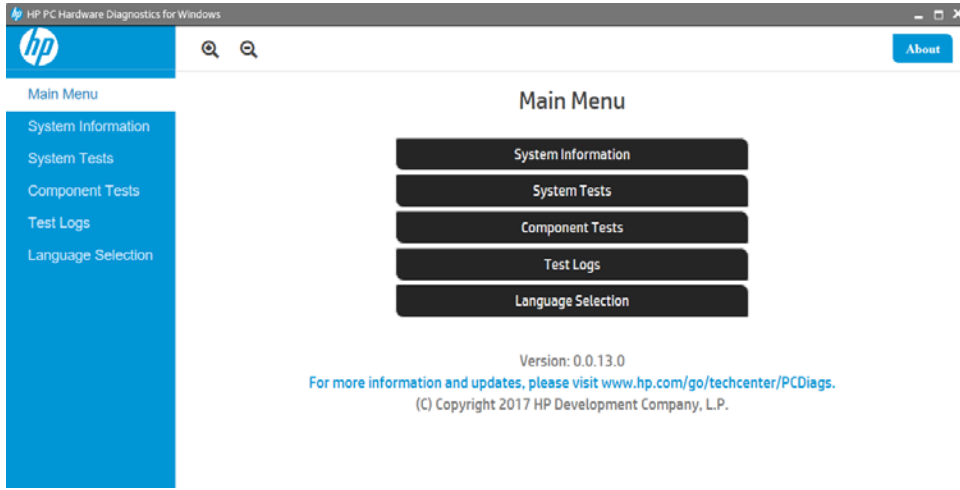 HP PC Hardware Diagnostics for Windows
hp
About
Main Menu
System Information
System Tests
Component Tests
Test Logs
Language Selection
Main Menu
System Information
System Tests
Component Tests
Test Logs
Language Selection
Version: 0.0.13.0
For more information and updates, please visit www.hp.com/go/techcenter/PCDiags.
(C) Copyright 2017 HP Development Company, L.P.